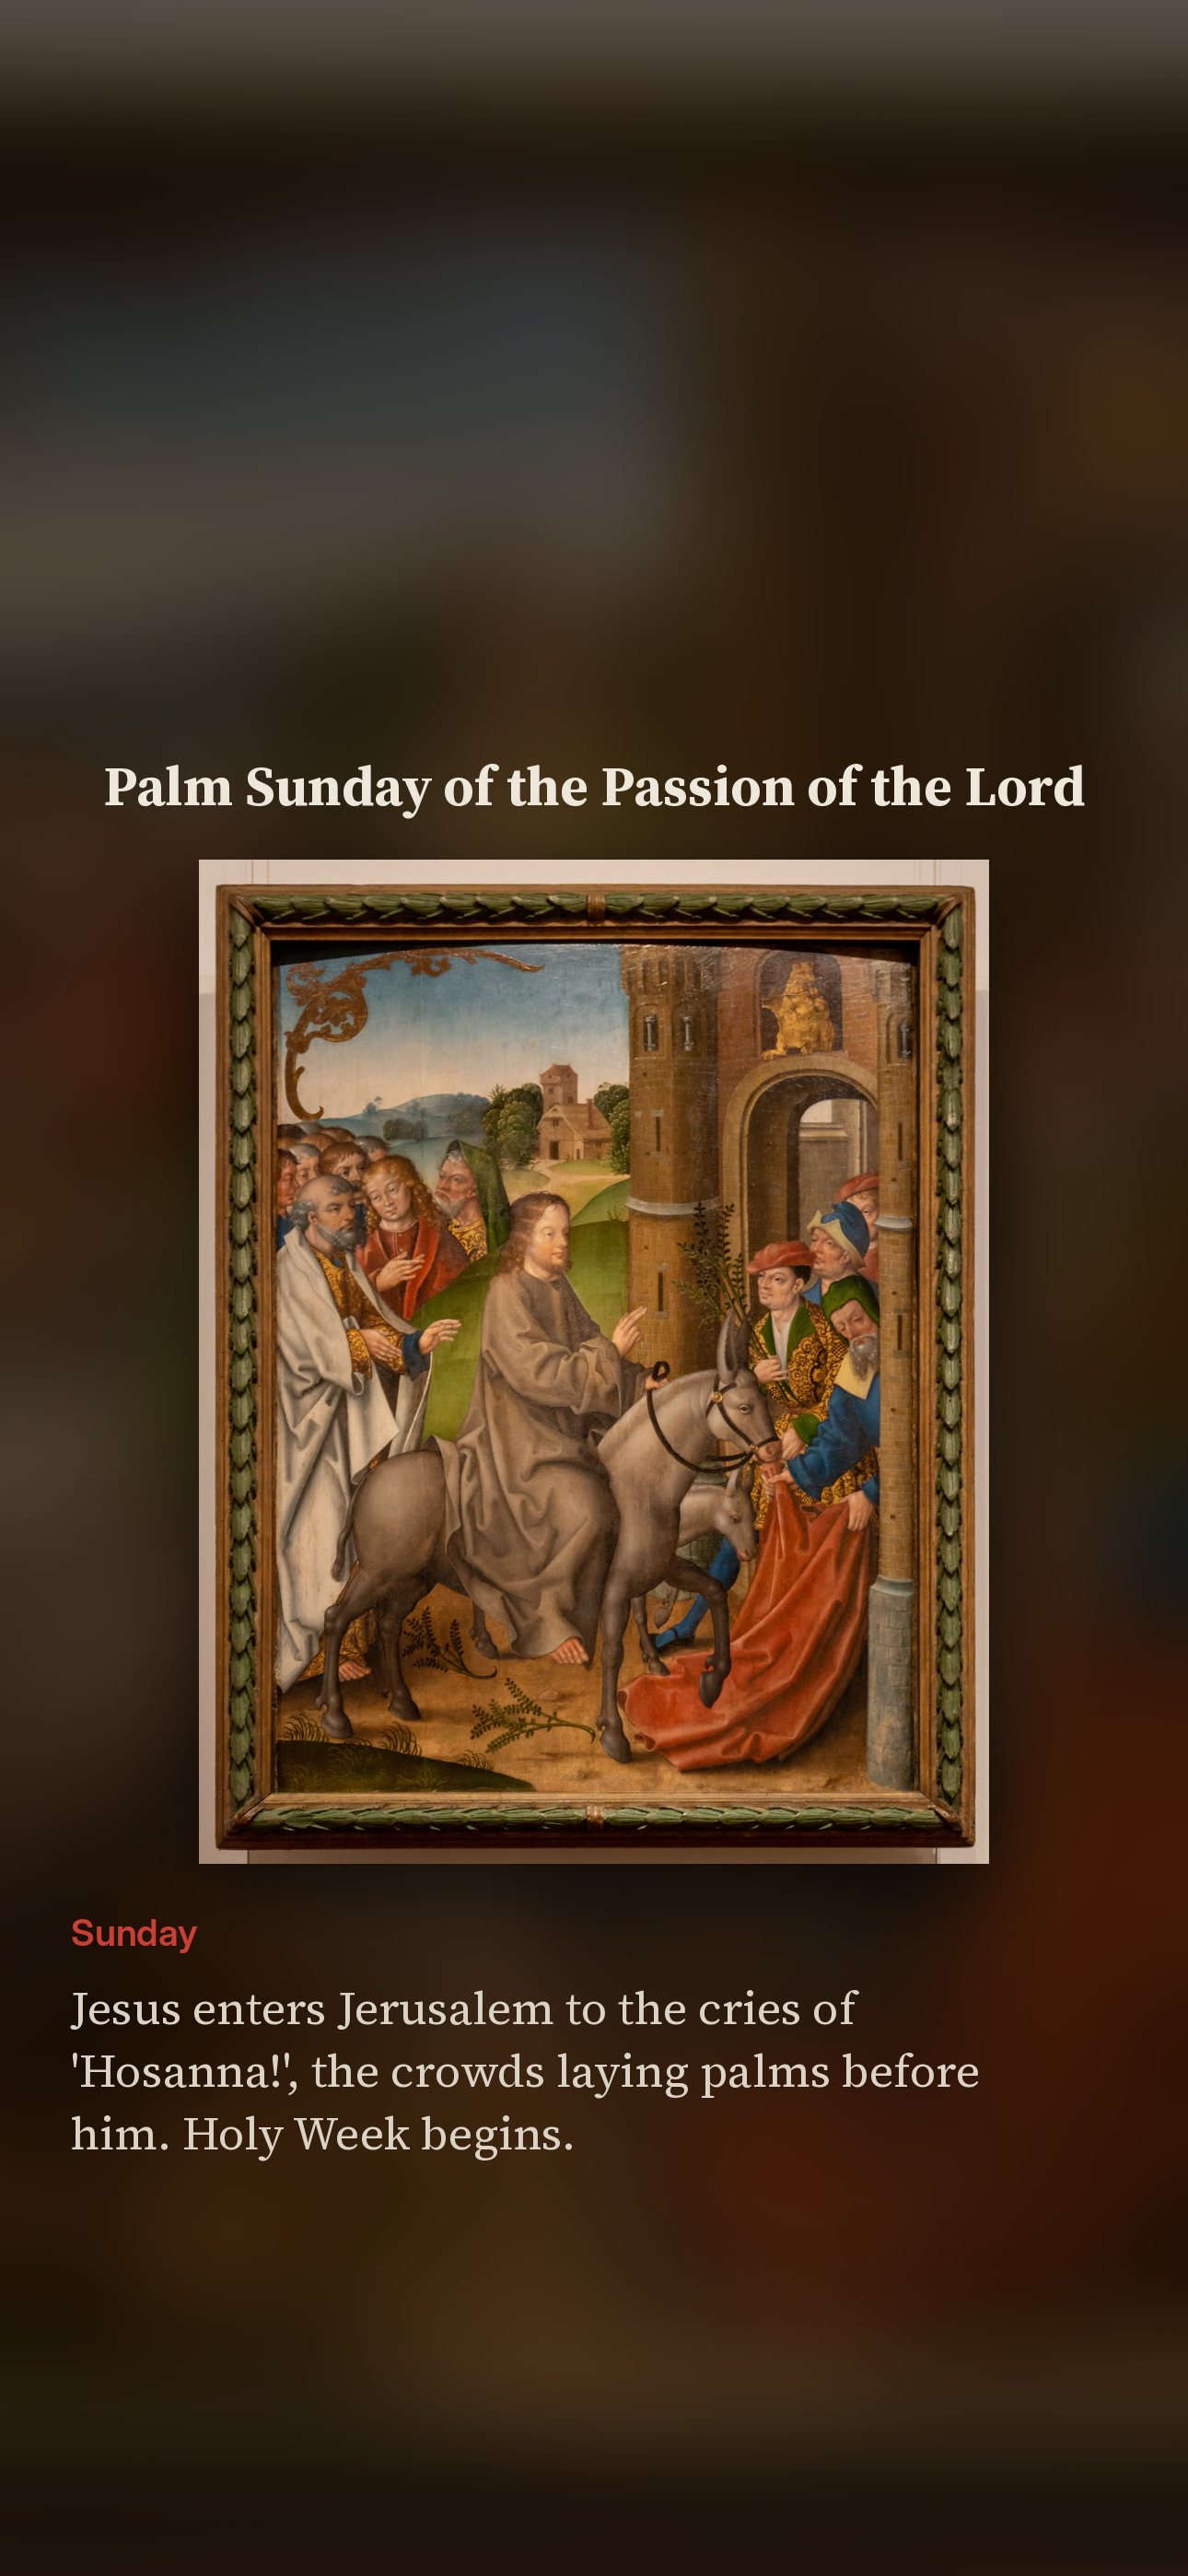 Palm Sunday of the Passion of the Lord
Sunday
Jesus enters Jerusalem to the cries of
'Hosanna!', the crowds laying palms before
him. Holy Week begins.